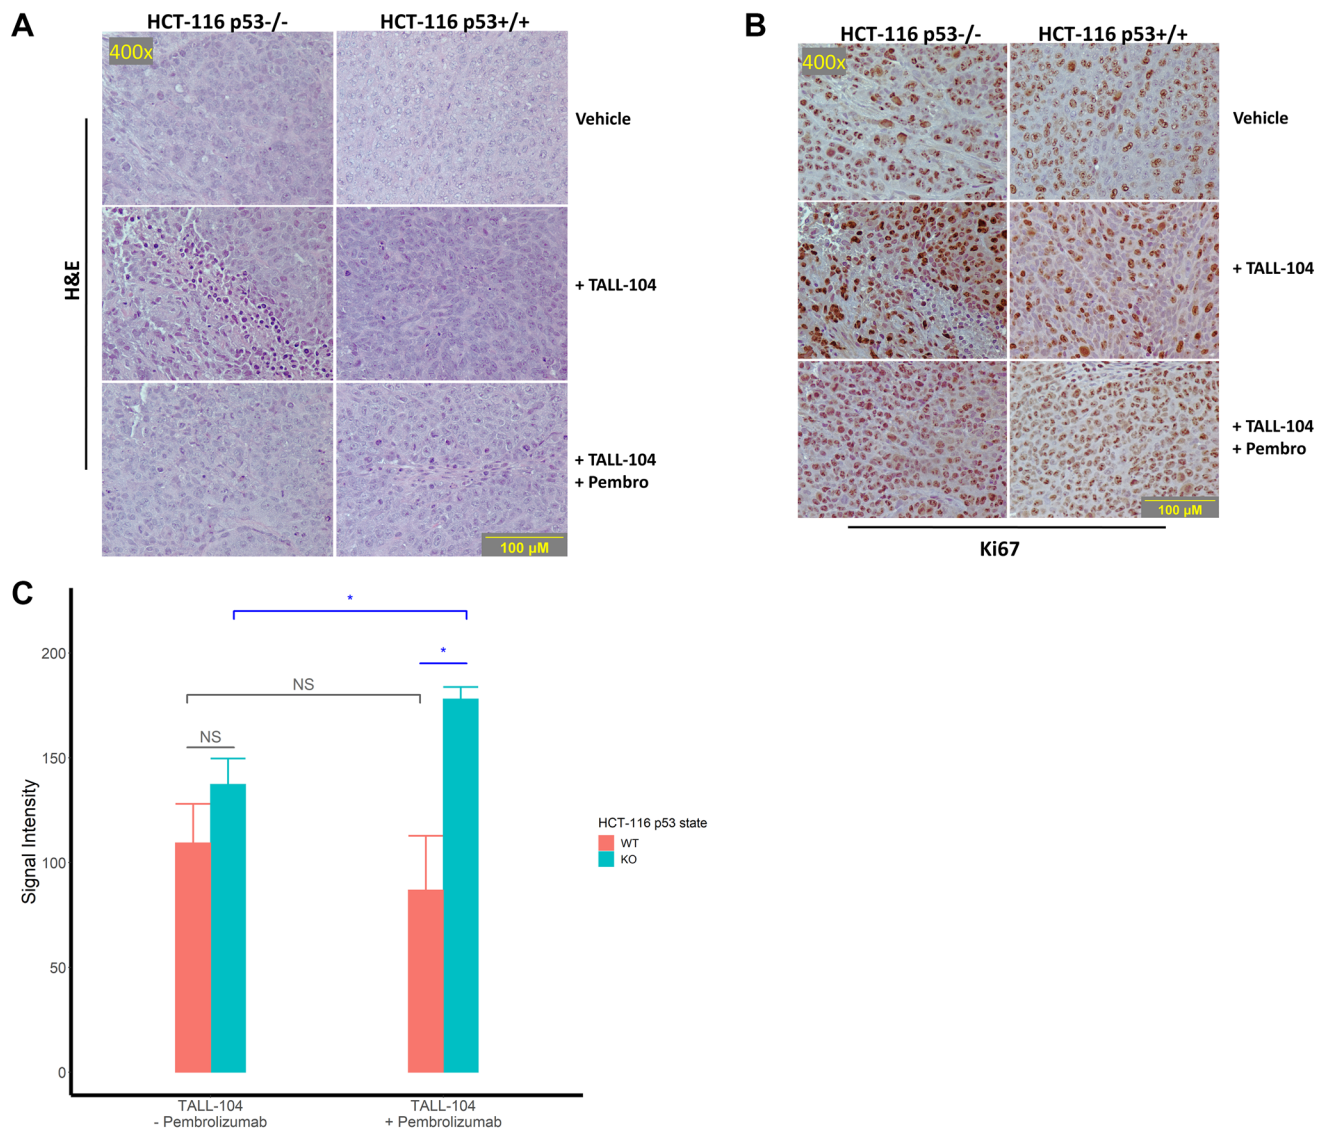 A
HCT-116 p53-/-
HCT-116 p53+/+
400x
Vehicle
H&E
+ TALL-104
+ TALL-104
+ Pembro
100 µM
B
HCT-116 p53-/-
HCT-116 p53+/+
400x
Vehicle
+ TALL-104
+ TALL-104
+ Pembro
100 µM
Ki67
C
*
*
NS
NS
200
150
100
50
0
Signal Intensity
HCT-116 p53 state
WT
KO
TALL-104
- Pembrolizumab
TALL-104
+ Pembrolizumab